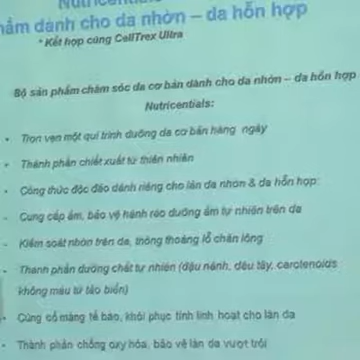 Nutricentials
phẩm dành cho da nhờn – da hỗn hợp
* Kết hợp cùng CellTrex Ultra
Bộ sản phẩm chăm sóc da cơ bản dành cho da nhờn – da hỗn hợp
Nutricentials:
• Trọn vẹn một qui trình dưỡng da cơ bản hàng ngày
• Thành phần chiết xuất từ thiên nhiên
• Công thức độc đáo dành riêng cho làn da nhờn & da hỗn hợp:
- Cung cấp ẩm, bảo vệ hành rào dưỡng ẩm tự nhiên trên da
- Kiểm soát nhờn trên da, thông thoáng lỗ chân lông
• Thành phần dưỡng chất tự nhiên (đậu nành, dâu tây, carotenoids
không màu từ tảo biển)
• Củng cố màng tế bào, khôi phục tính linh hoạt cho làn da
• Thành phần chống oxy hóa, bảo vệ làn da vượt trội